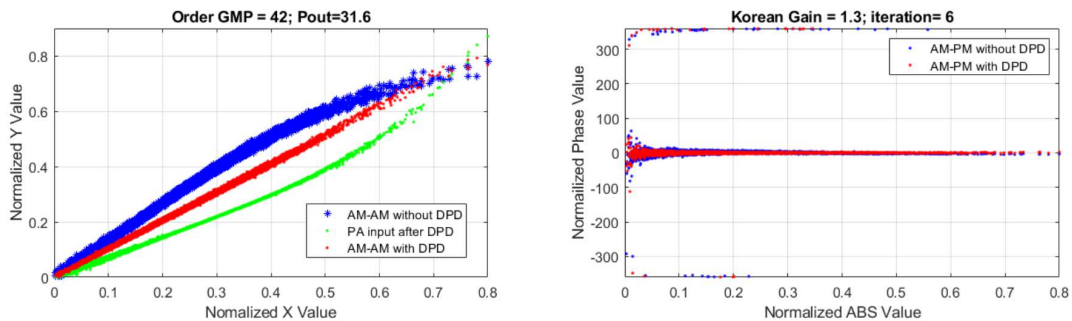 Order GMP = 42; Pout=31.6
Normalized Y Value
0.8
0.6
0.4
0.2
0
0 0.1 0.2 0.3 0.4 0.5 0.6 0.7 0.8
Nomalized X Value
AM-AM without DPD
PA input after DPD
AM-AM with DPD
Korean Gain = 1.3; iteration= 6
Normailized Phase Value
300
200
100
0
-100
-200
-300
0 0.1 0.2 0.3 0.4 0.5 0.6 0.7 0.8
Normalized ABS Value
AM-PM without DPD
AM-PM with DPD